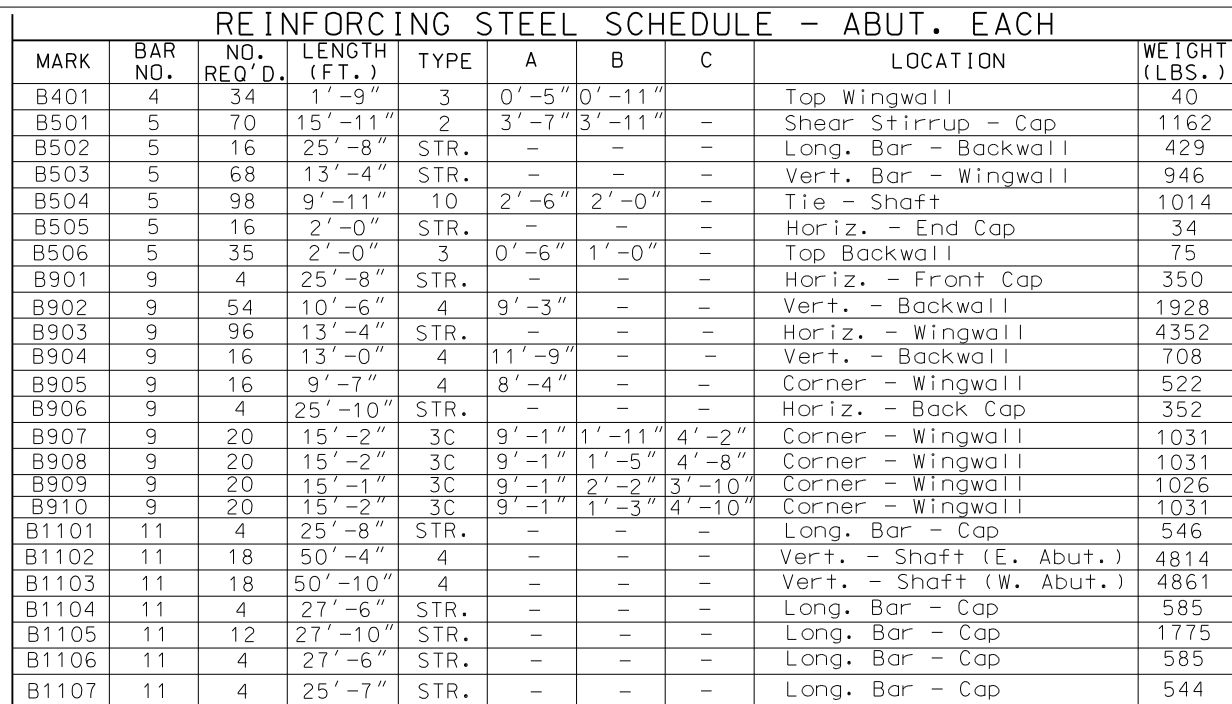 REINFORCING STEEL SCHEDULE - ABUT. EACH
MARK BAR NO. NO. REQ'D. LENGTH (FT.) TYPE A B C LOCATION WEIGHT (LBS.)
B401 4 34 1'-9" 3 0'-5" 0'-11" Top Wingwall 40
B501 5 70 15'-11" 2 3'-7" 3'-11" - Shear Stirrup - Cap 1162
B502 5 16 25'-8" STR. - - - Long. Bar - Backwall 429
B503 5 68 13'-4" STR. - - - Vert. Bar - Wingwall 946
B504 5 98 9'-11" 10 2'-6" 2'-0" - Tie - Shaft 1014
B505 5 16 2'-0" STR. - - - Horiz. - End Cap 34
B506 5 35 2'-0" 3 0'-6" 1'-0" - Top Backwall 75
B901 9 4 25'-8" STR. - - - Horiz. - Front Cap 350
B902 9 54 10'-6" 4 9'-3" - - Vert. - Backwall 1928
B903 9 96 13'-4" STR. - - - Horiz. - Wingwall 4352
B904 9 16 13'-0" 4 11'-9" - - Vert. - Backwall 708
B905 9 16 9'-7" 4 8'-4" - - Corner - Wingwall 522
B906 9 4 25'-10" STR. - - - Horiz. - Back Cap 352
B907 9 20 15'-2" 3C 9'-1" 1'-11" 4'-2" Corner - Wingwall 1031
B908 9 20 15'-2" 3C 9'-1" 1'-5" 4'-8" Corner - Wingwall 1031
B909 9 20 15'-1" 3C 9'-1" 2'-2" 3'-10" Corner - Wingwall 1026
B910 9 20 15'-2" 3C 9'-1" 1'-3" 4'-10" Corner - Wingwall 1031
B1101 11 4 25'-8" STR. - - - Long. Bar - Cap 546
B1102 11 18 50'-4" 4 - - - Vert. - Shaft (E. Abut.) 4814
B1103 11 18 50'-10" 4 - - - Vert. - Shaft (W. Abut.) 4861
B1104 11 4 27'-6" STR. - - - Long. Bar - Cap 585
B1105 11 12 27'-10" STR. - - - Long. Bar - Cap 1775
B1106 11 4 27'-6" STR. - - - Long. Bar - Cap 585
B1107 11 4 25'-7" STR. - - - Long. Bar - Cap 544